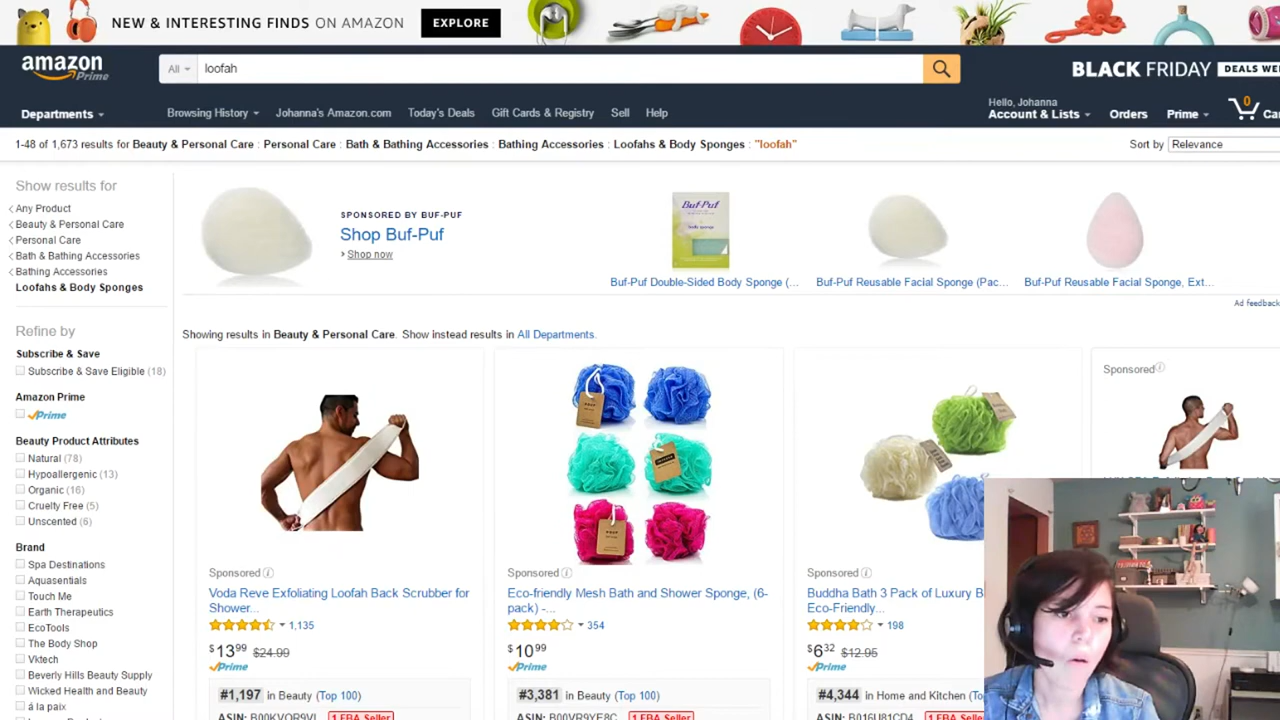 NEW & INTERESTING FINDS ON AMAZON EXPLORE
amazon Prime
All
loofah
BLACK FRIDAY DEALS WE
Departments
Browsing History
Johanna's Amazon.com
Today's Deals
Gift Cards & Registry
Sell
Help
Hello, Johanna
Account & Lists
Orders
Prime
0
Ca
1-48 of 1,673 results for Beauty & Personal Care : Personal Care : Bath & Bathing Accessories : Bathing Accessories : Loofahs & Body Sponges : "loofah"
Sort by Relevance
Show results for
Any Product
Beauty & Personal Care
Personal Care
Bath & Bathing Accessories
Bathing Accessories
Loofahs & Body Sponges
Refine by
Subscribe & Save
Subscribe & Save Eligible (18)
Amazon Prime
Prime
Beauty Product Attributes
Natural (78)
Hypoallergenic (13)
Organic (16)
Cruelty Free (5)
Unscented (6)
Brand
Spa Destinations
Aquasentials
Touch Me
Earth Therapeutics
EcoTools
The Body Shop
Vktech
Beverly Hills Beauty Supply
Wicked Health and Beauty
á la paix
SPONSORED BY BUF-PUF
Shop Buf-Puf
Shop now
Buf-Puf
Buf-Puf Double-Sided Body Sponge (...
Buf-Puf Reusable Facial Sponge (Pac...
Buf-Puf Reusable Facial Sponge, Ext...
Ad feedback
Showing results in Beauty & Personal Care. Show instead results in All Departments.
Sponsored
Voda Reve Exfoliating Loofah Back Scrubber for
Shower...
1,135
$1399 $24.99
Prime
#1,197 in Beauty (Top 100)
ASIN: B00KVQR9VI 1 FBA Seller
Sponsored
Eco-friendly Mesh Bath and Shower Sponge, (6-
pack) -...
354
$1099
Prime
#3,381 in Beauty (Top 100)
ASIN: B00VR9YE8C 1 FBA Seller
Sponsored
Buddha Bath 3 Pack of Luxury B
Eco-Friendly...
198
$632 $12.95
Prime
#4,344 in Home and Kitchen (To
ASIN: B016U81CD4 1 FBA Se
Sponsored